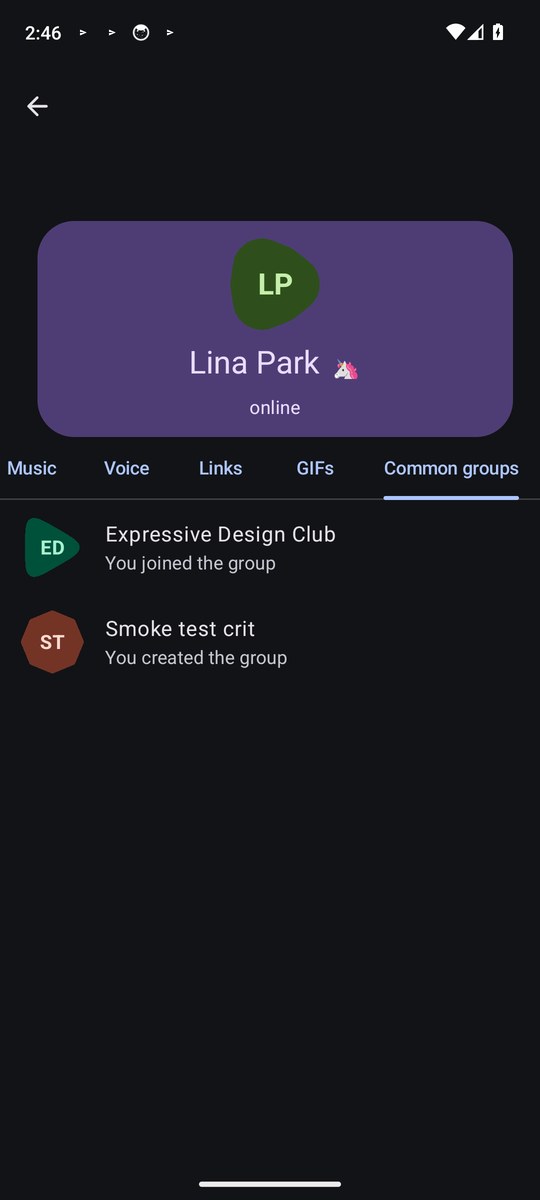 2:46
LP
Lina Park 🦄
online
Music Voice Links GIFs Common groups
ED
Expressive Design Club
You joined the group
ST
Smoke test crit
You created the group